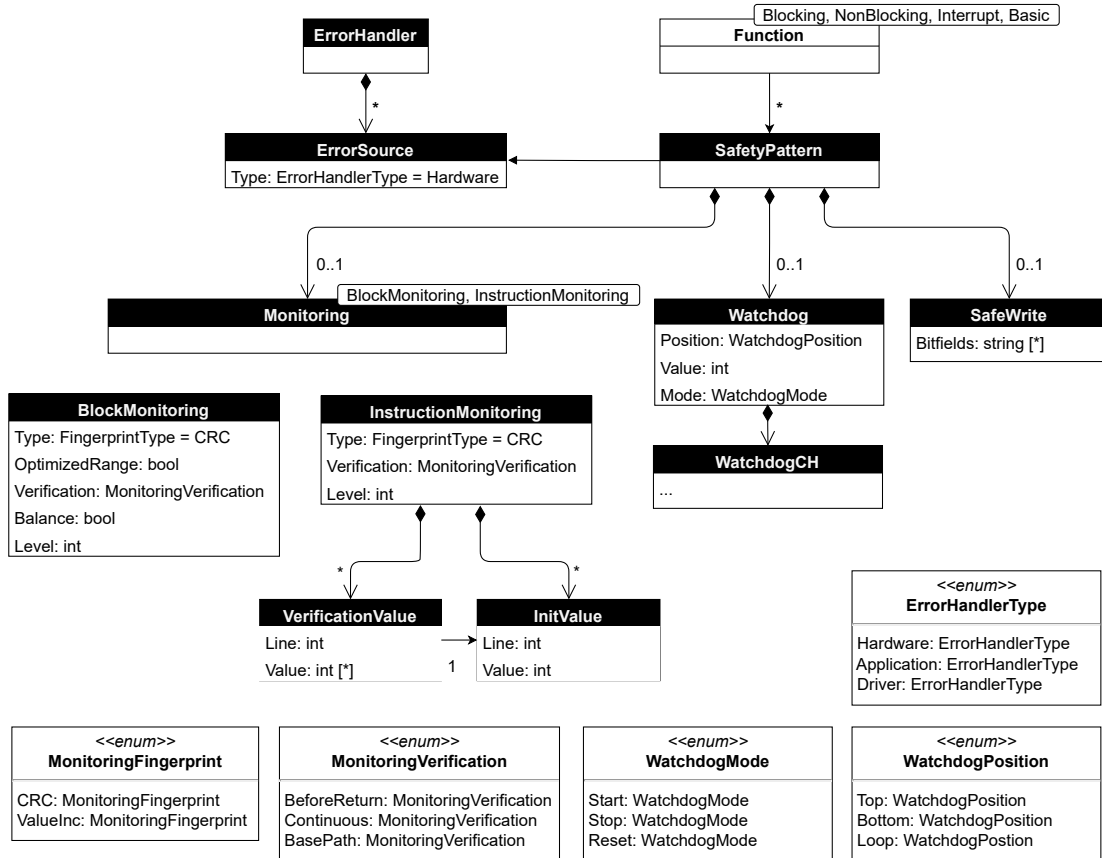 Blocking, NonBlocking, Interrupt, Basic
ErrorHandler
Function
*
*
ErrorSource
Type: ErrorHandlerType = Hardware
SafetyPattern
0..1
0..1
0..1
BlockMonitoring, InstructionMonitoring
Monitoring
Watchdog
Position: WatchdogPosition
Value: int
Mode: WatchdogMode
SafeWrite
Bitfields: string [*]
BlockMonitoring
Type: FingerprintType = CRC
OptimizedRange: bool
Verification: MonitoringVerification
Balance: bool
Level: int
InstructionMonitoring
Type: FingerprintType = CRC
Verification: MonitoringVerification
Level: int
WatchdogCH
...
*
*
VerificationValue
Line: int
Value: int [*]
1
InitValue
Line: int
Value: int
<<enum>>
ErrorHandlerType
Hardware: ErrorHandlerType
Application: ErrorHandlerType
Driver: ErrorHandlerType
<<enum>>
MonitoringFingerprint
CRC: MonitoringFingerprint
ValueInc: MonitoringFingerprint
<<enum>>
MonitoringVerification
BeforeReturn: MonitoringVerification
Continuous: MonitoringVerification
BasePath: MonitoringVerification
<<enum>>
WatchdogMode
Start: WatchdogMode
Stop: WatchdogMode
Reset: WatchdogMode
<<enum>>
WatchdogPosition
Top: WatchdogPosition
Bottom: WatchdogPosition
Loop: WatchdogPostion